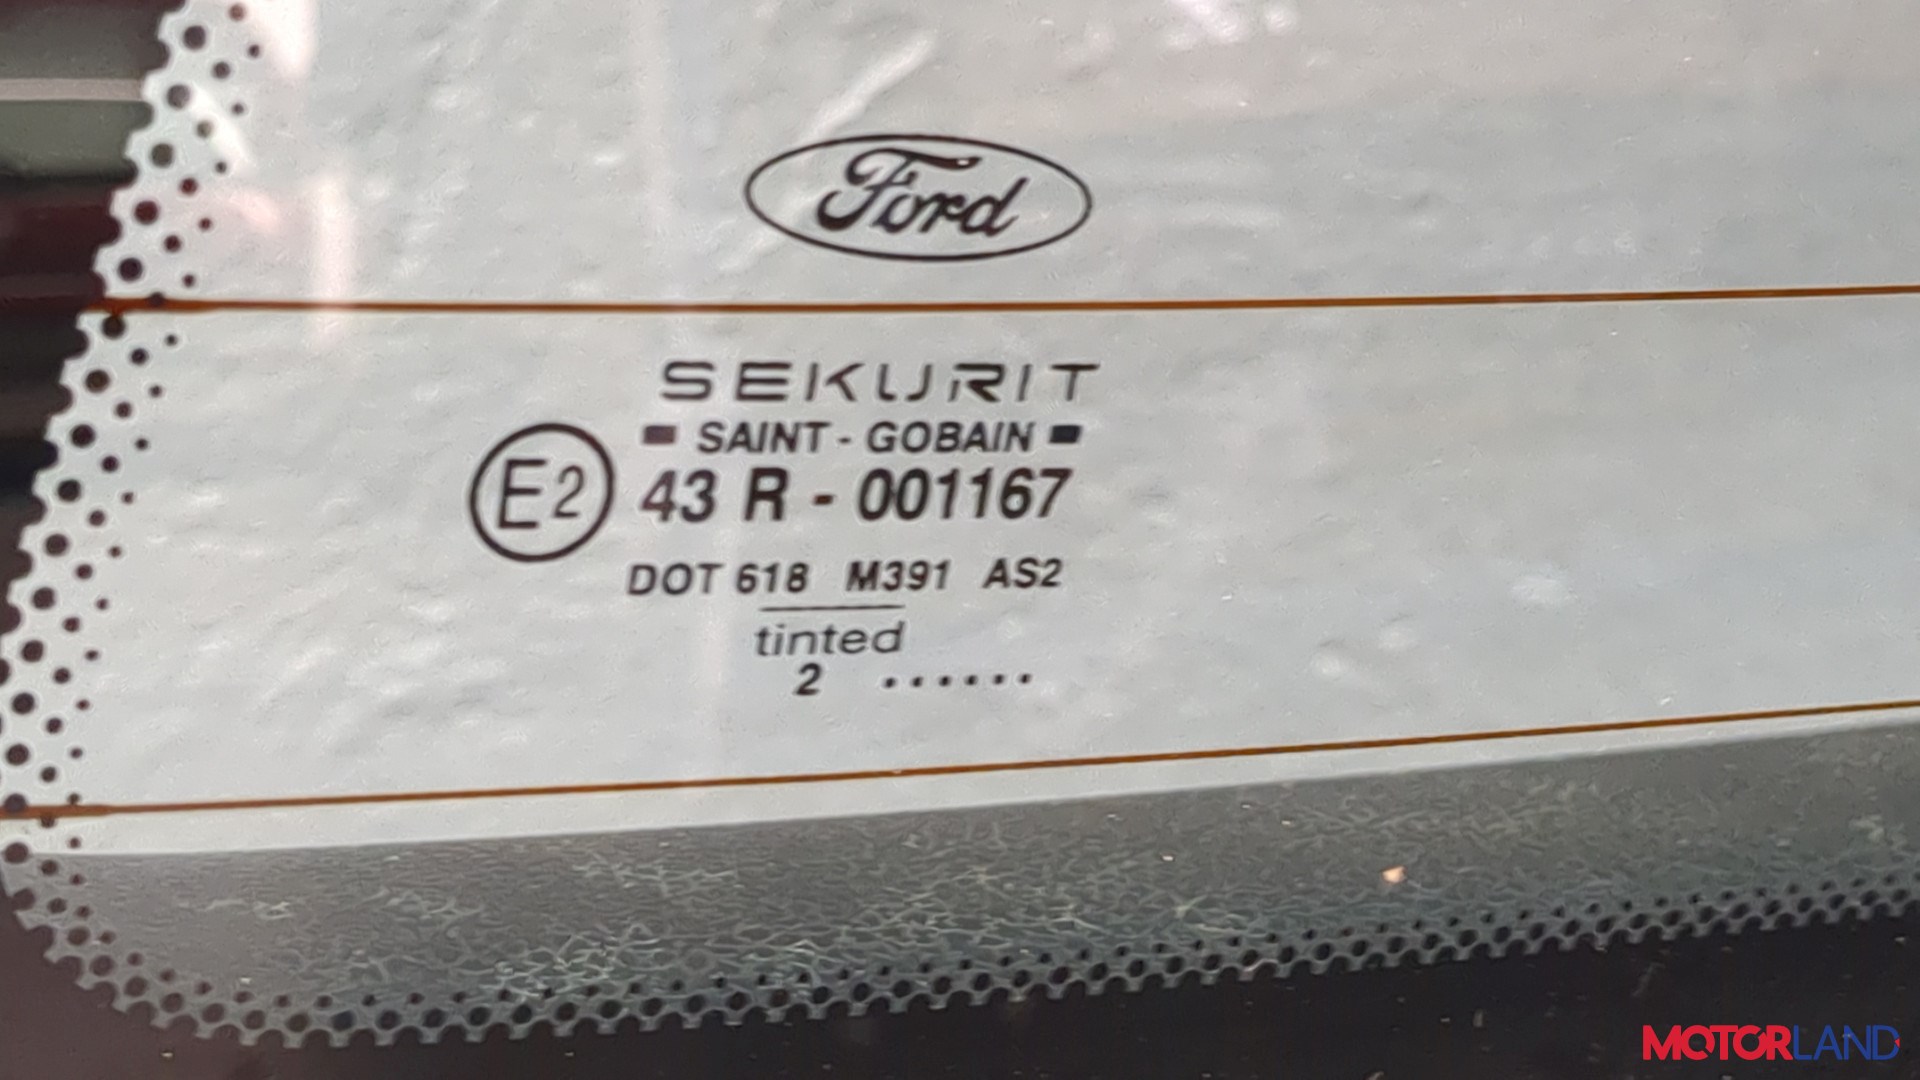 Ford
SEKURIT
SAINT - GOBAIN
E2
43 R - 001167
DOT 618 M391 AS2
tinted
2 ......
MOTORLAND